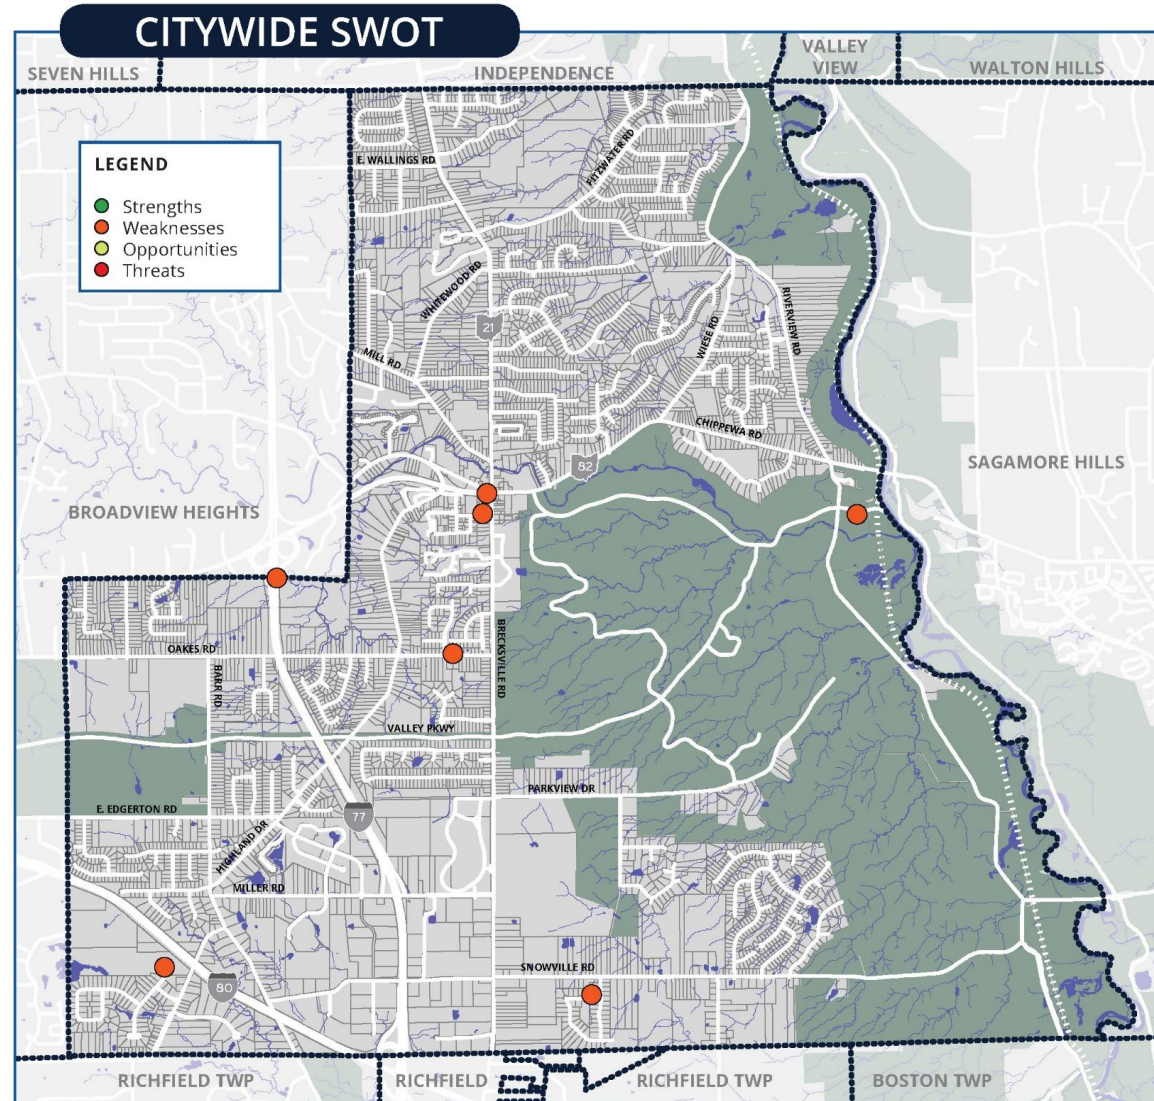 CITYWIDE SWOT
SEVEN HILLS
INDEPENDENCE
VALLEY
VIEW
WALTON HILLS
LEGEND
Strengths
Weaknesses
Opportunities
Threats
E. WALLINGS RD
FITZWATER RD
WHITEWOOD RD
21
RIVERVIEW RD
WIESE RD
MILL RD
CHIPPEWA RD
82
SAGAMORE HILLS
BROADVIEW HEIGHTS
OAKES RD
BARR RD
BRECKSVILLE RD
VALLEY PKWY
PARKVIEW DR
E. EDGERTON RD
77
HIGHLAND DR
MILLER RD
SNOWVILLE RD
80
RICHFIELD TWP
RICHFIELD
RICHFIELD TWP
BOSTON TWP